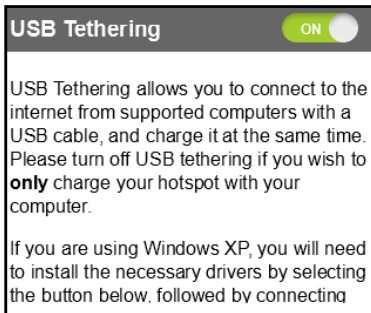 USB Tethering ON
USB Tethering allows you to connect to the
internet from supported computers with a
USB cable, and charge it at the same time.
Please turn off USB tethering if you wish to
only charge your hotspot with your
computer.
If you are using Windows XP, you will need
to install the necessary drivers by selecting
the button below, followed by connecting